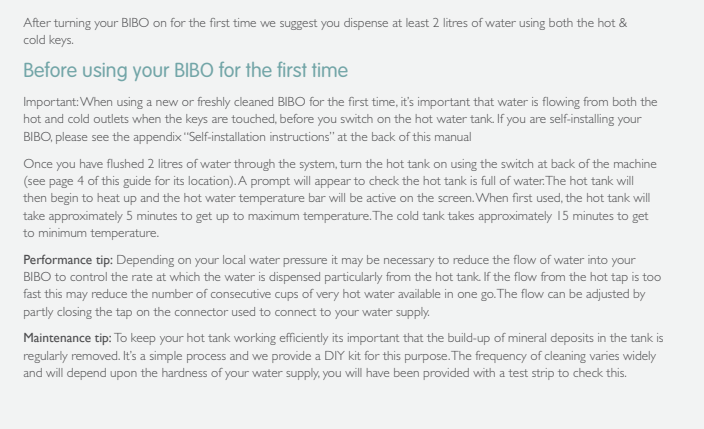 After turning your BIBO on for the first time we suggest you dispense at least 2 litres of water using both the hot &
cold keys.
Before using your BIBO for the first time
Important: When using a new or freshly cleaned BIBO for the first time, it's important that water is flowing from both the
hot and cold outlets when the keys are touched, before you switch on the hot water tank. If you are self-installing your
BIBO, please see the appendix "Self-installation instructions" at the back of this manual
Once you have flushed 2 litres of water through the system, turn the hot tank on using the switch at back of the machine
(see page 4 of this guide for its location). A prompt will appear to check the hot tank is full of water. The hot tank will
then begin to heat up and the hot water temperature bar will be active on the screen. When first used, the hot tank will
take approximately 5 minutes to get up to maximum temperature. The cold tank takes approximately 15 minutes to get
to minimum temperature.
Performance tip: Depending on your local water pressure it may be necessary to reduce the flow of water into your
BIBO to control the rate at which the water is dispensed particularly from the hot tank. If the flow from the hot tap is too
fast this may reduce the number of consecutive cups of very hot water available in one go. The flow can be adjusted by
partly closing the tap on the connector used to connect to your water supply.
Maintenance tip: To keep your hot tank working efficiently its important that the build-up of mineral deposits in the tank is
regularly removed. It's a simple process and we provide a DIY kit for this purpose. The frequency of cleaning varies widely
and will depend upon the hardness of your water supply, you will have been provided with a test strip to check this.